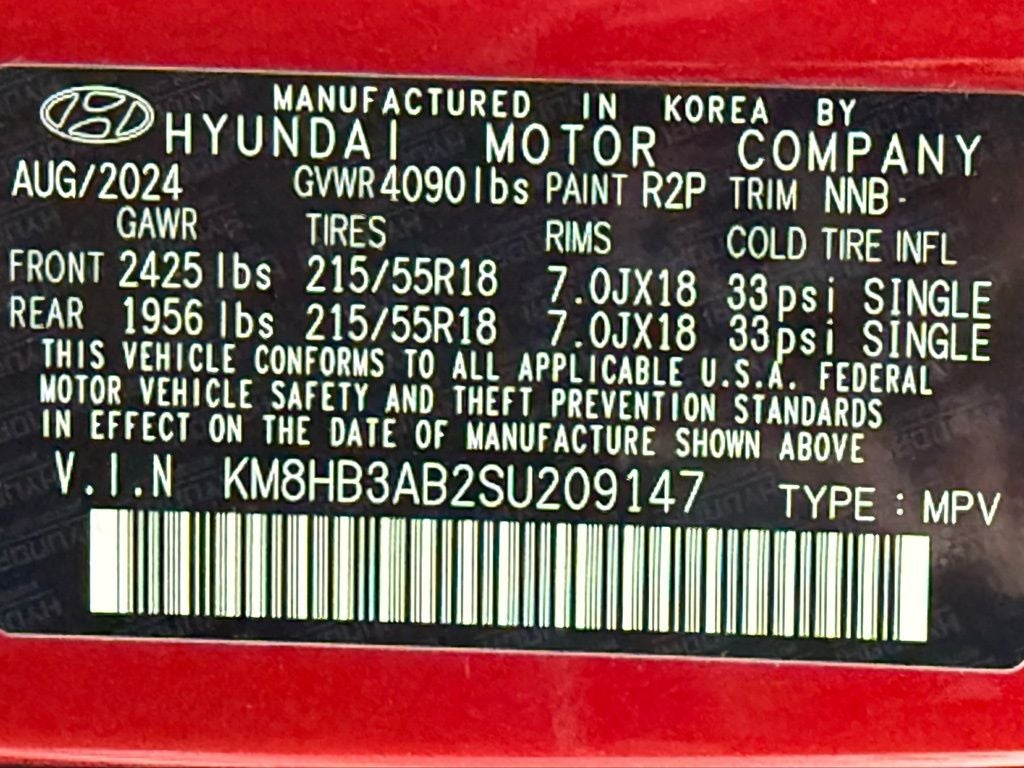 MANUFACTURED IN KOREA BY
HYUNDAI MOTOR COMPANY
AUG/2024 GVWR 4090lbs PAINT R2P TRIM NNB-
GAWR TIRES RIMS COLD TIRE INFL
FRONT 2425 lbs 215/55R18 7.0JX18 33psi SINGLE
REAR 1956 lbs 215/55R18 7.0JX18 33psi SINGLE
THIS VEHICLE CONFORMS TO ALL APPLICABLE U.S.A. FEDERAL
MOTOR VEHICLE SAFETY AND THEFT PREVENTION STANDARDS
IN EFFECT ON THE DATE OF MANUFACTURE SHOWN ABOVE
V.I.N KM8HB3AB2SU209147 TYPE : MPV